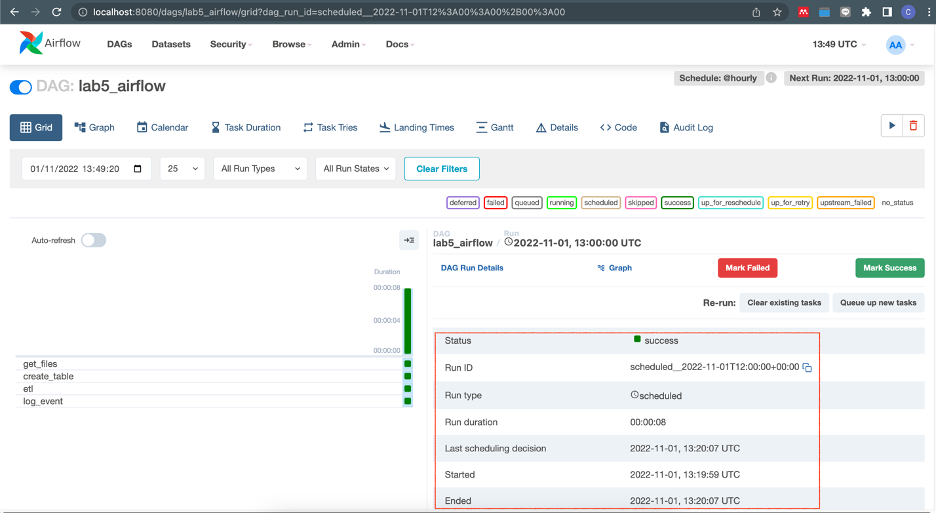 localhost:8080/dags/lab5_airflow/grid?dag_run_id=scheduled__2022-11-01T12%3A00%3A00%2B00%3A00
C
Airflow DAGs Datasets Security Browse Admin Docs 13:49 UTC AA
DAG: lab5_airflow Schedule: @hourly Next Run: 2022-11-01, 13:00:00
Grid Graph Calendar Task Duration Task Tries Landing Times Gantt Details <> Code Audit Log
01/11/2022 13:49:20 25 All Run Types All Run States Clear Filters
deferred failed queued running scheduled skipped success up_for_reschedule up_for_retry upstream_failed no_status
Auto-refresh
Duration
00:00:08
00:00:04
00:00:00
get_files
create_table
etl
log_event
DAG Run
lab5_airflow / 2022-11-01, 13:00:00 UTC
DAG Run Details Graph Mark Failed Mark Success
Re-run: Clear existing tasks Queue up new tasks
Status success
Run ID scheduled__2022-11-01T12:00:00+00:00
Run type scheduled
Run duration 00:00:08
Last scheduling decision 2022-11-01, 13:20:07 UTC
Started 2022-11-01, 13:19:59 UTC
Ended 2022-11-01, 13:20:07 UTC